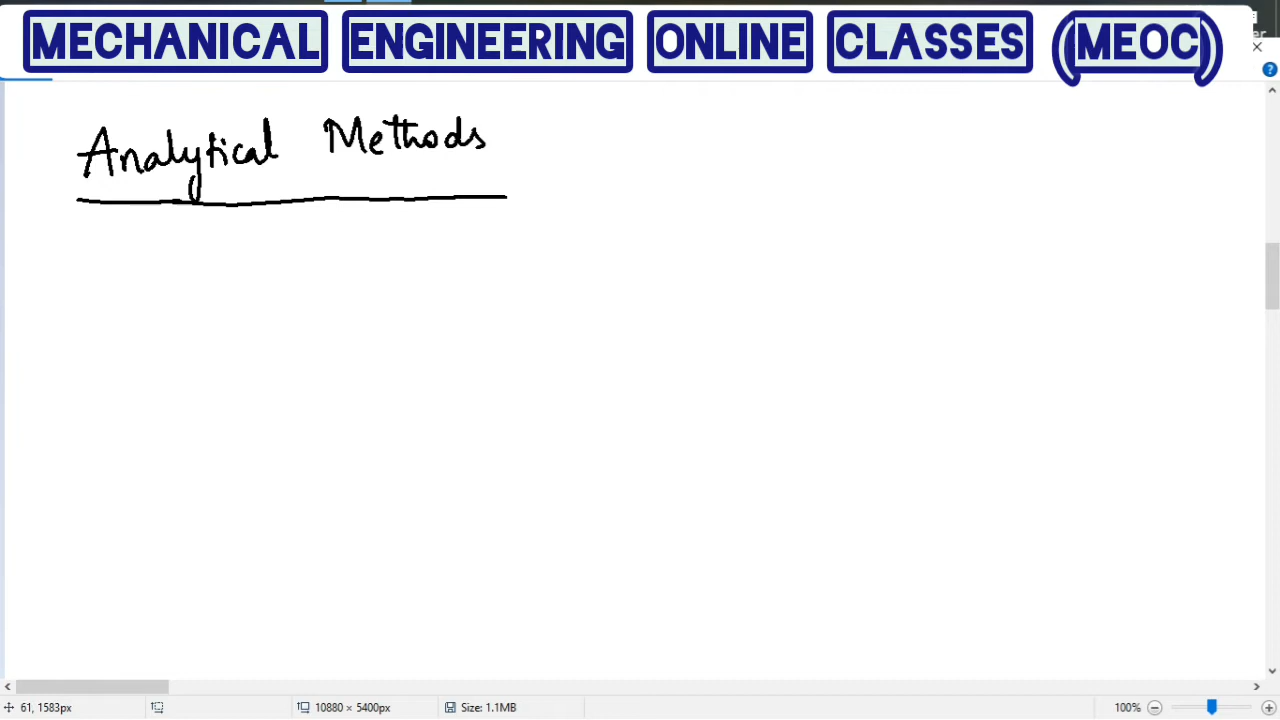 MECHANICAL ENGINEERING ONLINE CLASSES (MEOC)
Analytical Methods
61, 1583px 10880 × 5400px Size: 1.1MB 100%